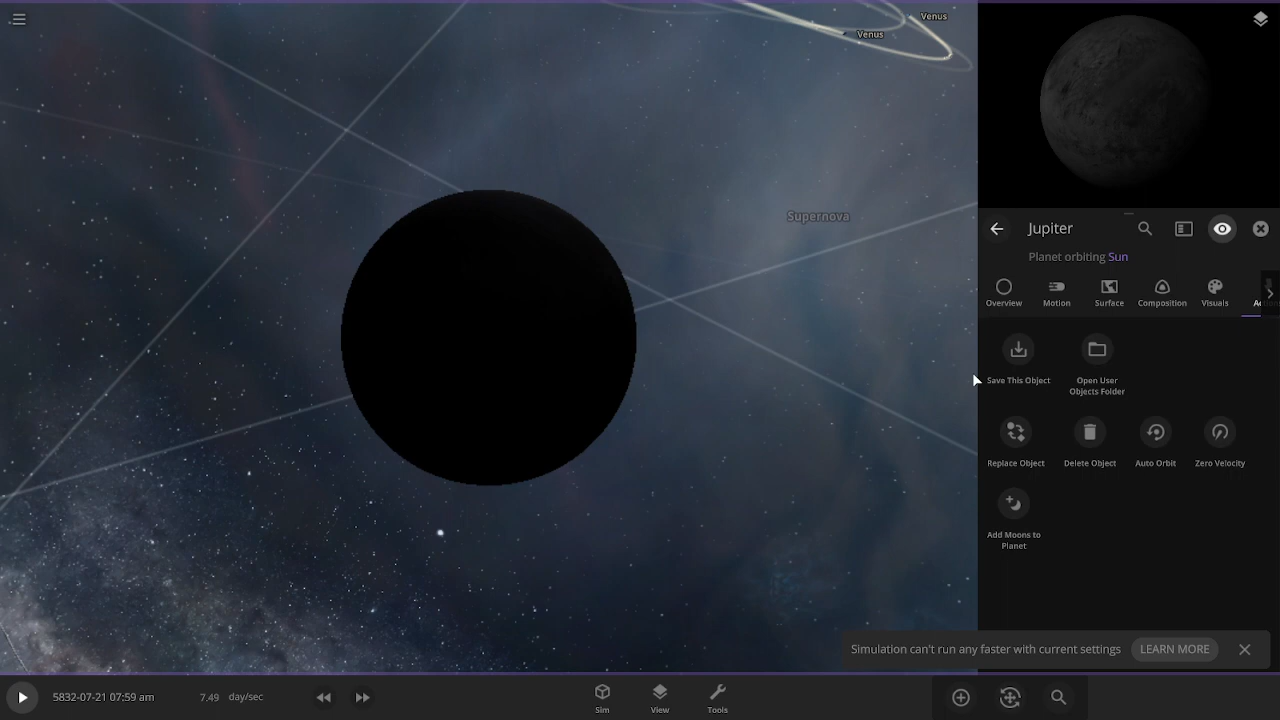 Venus
Venus
Supernova
Jupiter
Planet orbiting Sun
Overview
Motion
Surface
Composition
Visuals
Save This Object
Open User
Objects Folder
Replace Object
Delete Object
Auto Orbit
Zero Velocity
Add Moons to
Planet
Simulation can't run any faster with current settings
LEARN MORE
5832-07-21 07:59 am
7.49 day/sec
Sim
View
Tools